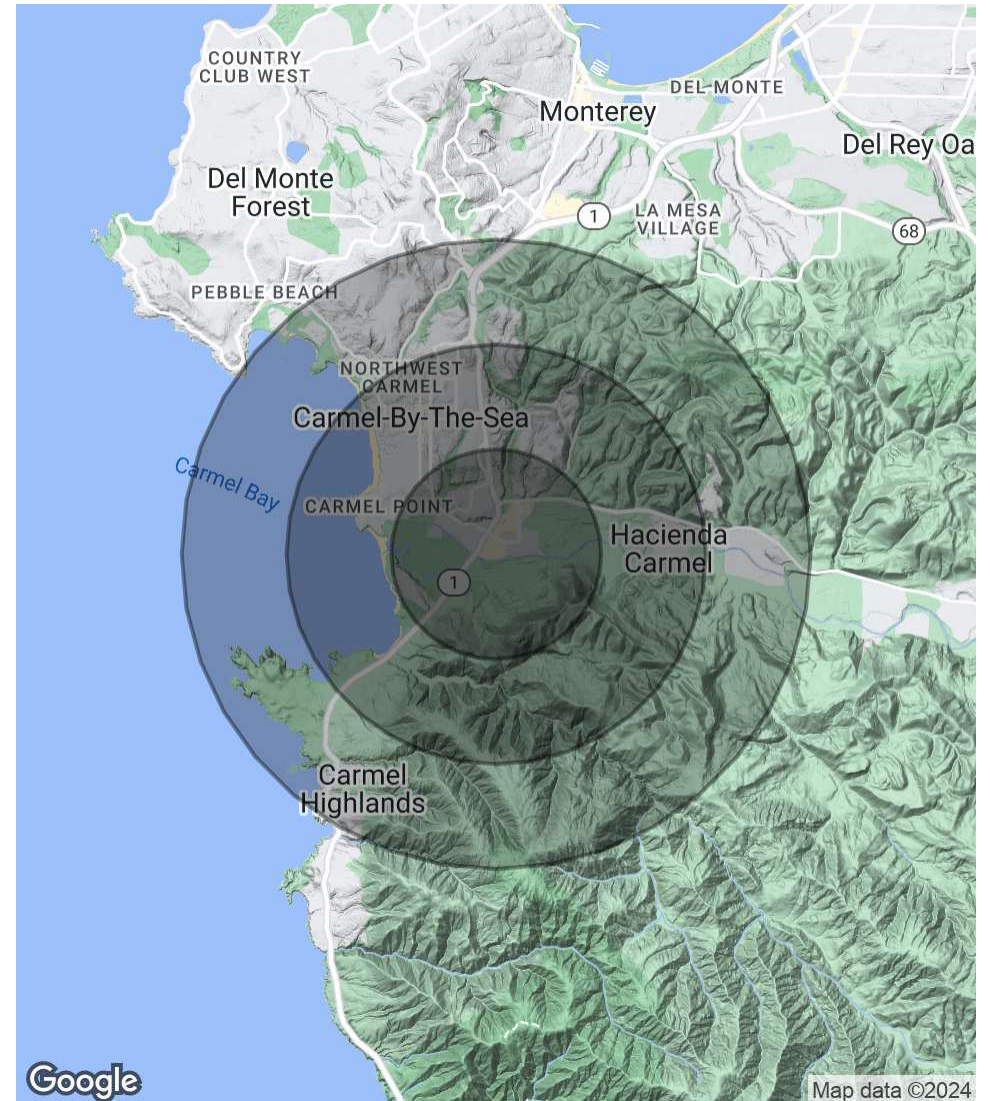 COUNTRY
CLUB WEST
DEL MONTE
Monterey
Del Rey Oa
Del Monte
Forest
1
LA MESA
VILLAGE
68
PEBBLE BEACH
NORTHWEST
CARMEL
Carmel-By-The-Sea
Carmel Bay
CARMEL POINT
Hacienda
Carmel
1
Carmel
Highlands
Google
Map data ©2024